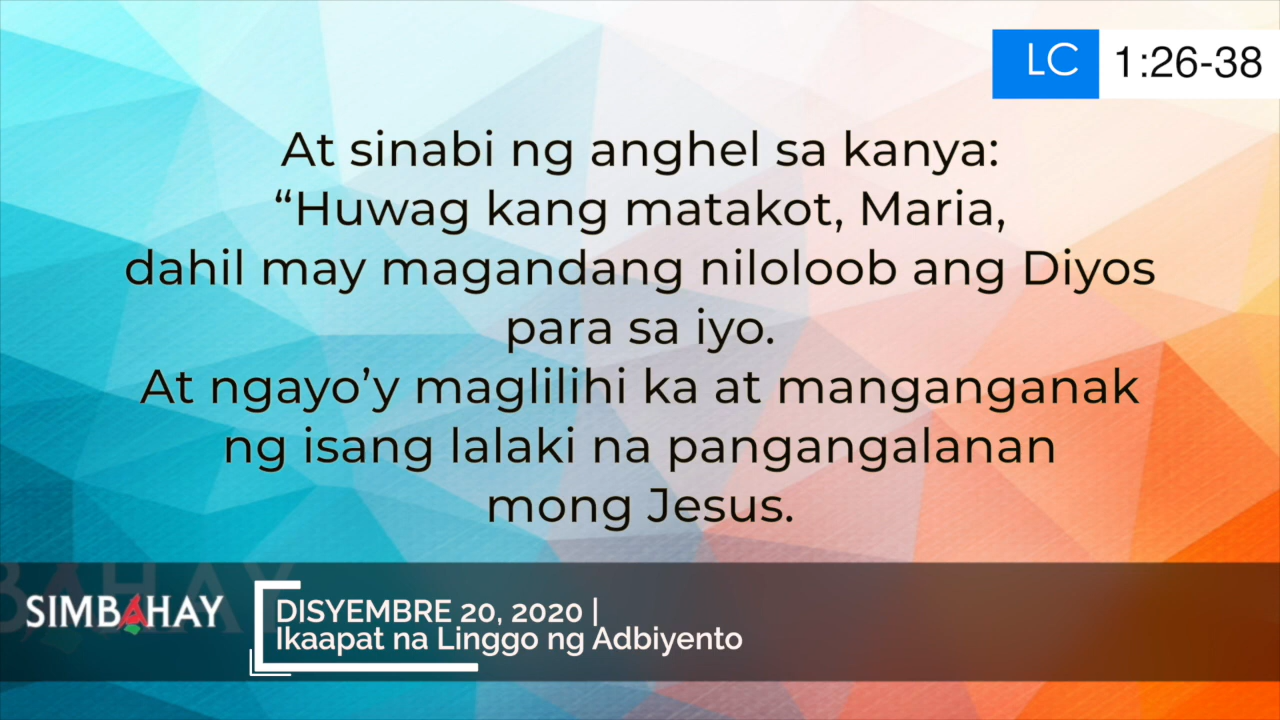 LC 1:26-38
At sinabi ng anghel sa kanya:
“Huwag kang matakot, Maria,
dahil may magandang niloloob ang Diyos
para sa iyo.
At ngayo’y maglilihi ka at manganganak
ng isang lalaki na pangangalanan
mong Jesus.
SIMBAHAY
DISYEMBRE 20, 2020 |
Ikaapat na Linggo ng Adbiyento